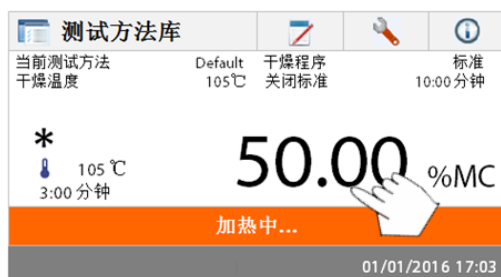 测试方法库
当前测试方法 Default 干燥程序 标准
干燥温度 105℃ 关闭标准 10:00 分钟
*
105 ℃
3:00 分钟
50.00 %MC
加热中...
01/01/2016 17:03